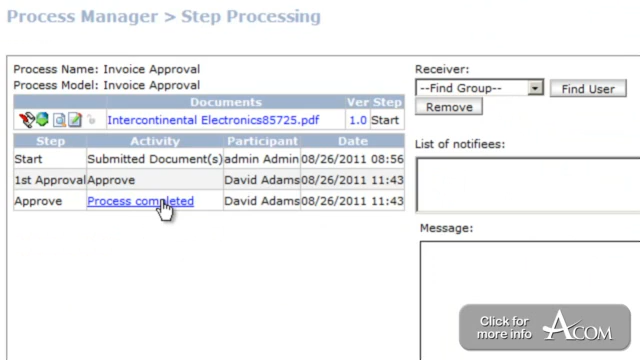 Process Manager > Step Processing
Process Name: Invoice Approval
Process Model: Invoice Approval
Documents Ver Step
Intercontinental Electronics85725.pdf 1.0 Start
Step Activity Participant Date
Start Submitted Document(s) admin Admin 08/26/2011 08:56
1st Approval Approve David Adams 08/26/2011 11:43
Approve Process completed David Adams 08/26/2011 11:43
Receiver:
--Find Group-- Find User
Remove
List of notifiees:
Message:
Click for
more info
ACOM